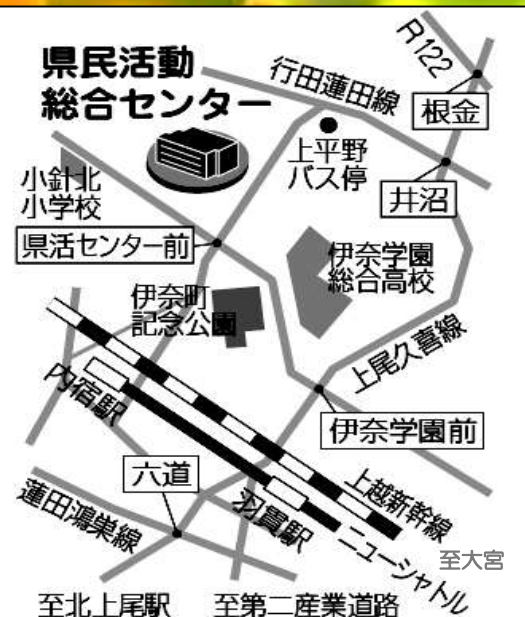 県民活動
総合センター
行田蓮田線
R122
根金
上平野
バス停
井沼
小針北
小学校
県活センター前
伊奈学園
総合高校
伊奈町
記念公園
上尾久喜線
内宿駅
伊奈学園前
六道
羽貫駅
上越新幹線
蓮田鴻巣線
ニューシャトル
至大宮
至北上尾駅
至第二産業道路